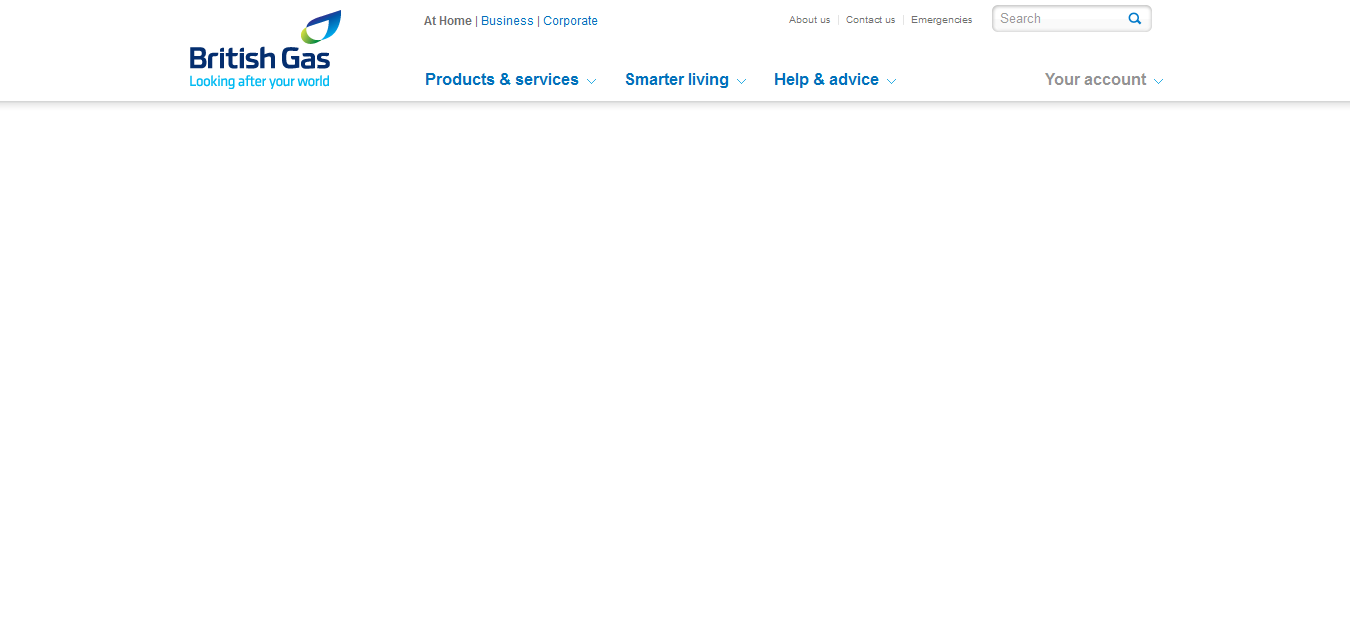 At Home | Business | Corporate
About us
Contact us
Emergencies
Search
British Gas
Looking after your world
Products & services
Smarter living
Help & advice
Your account